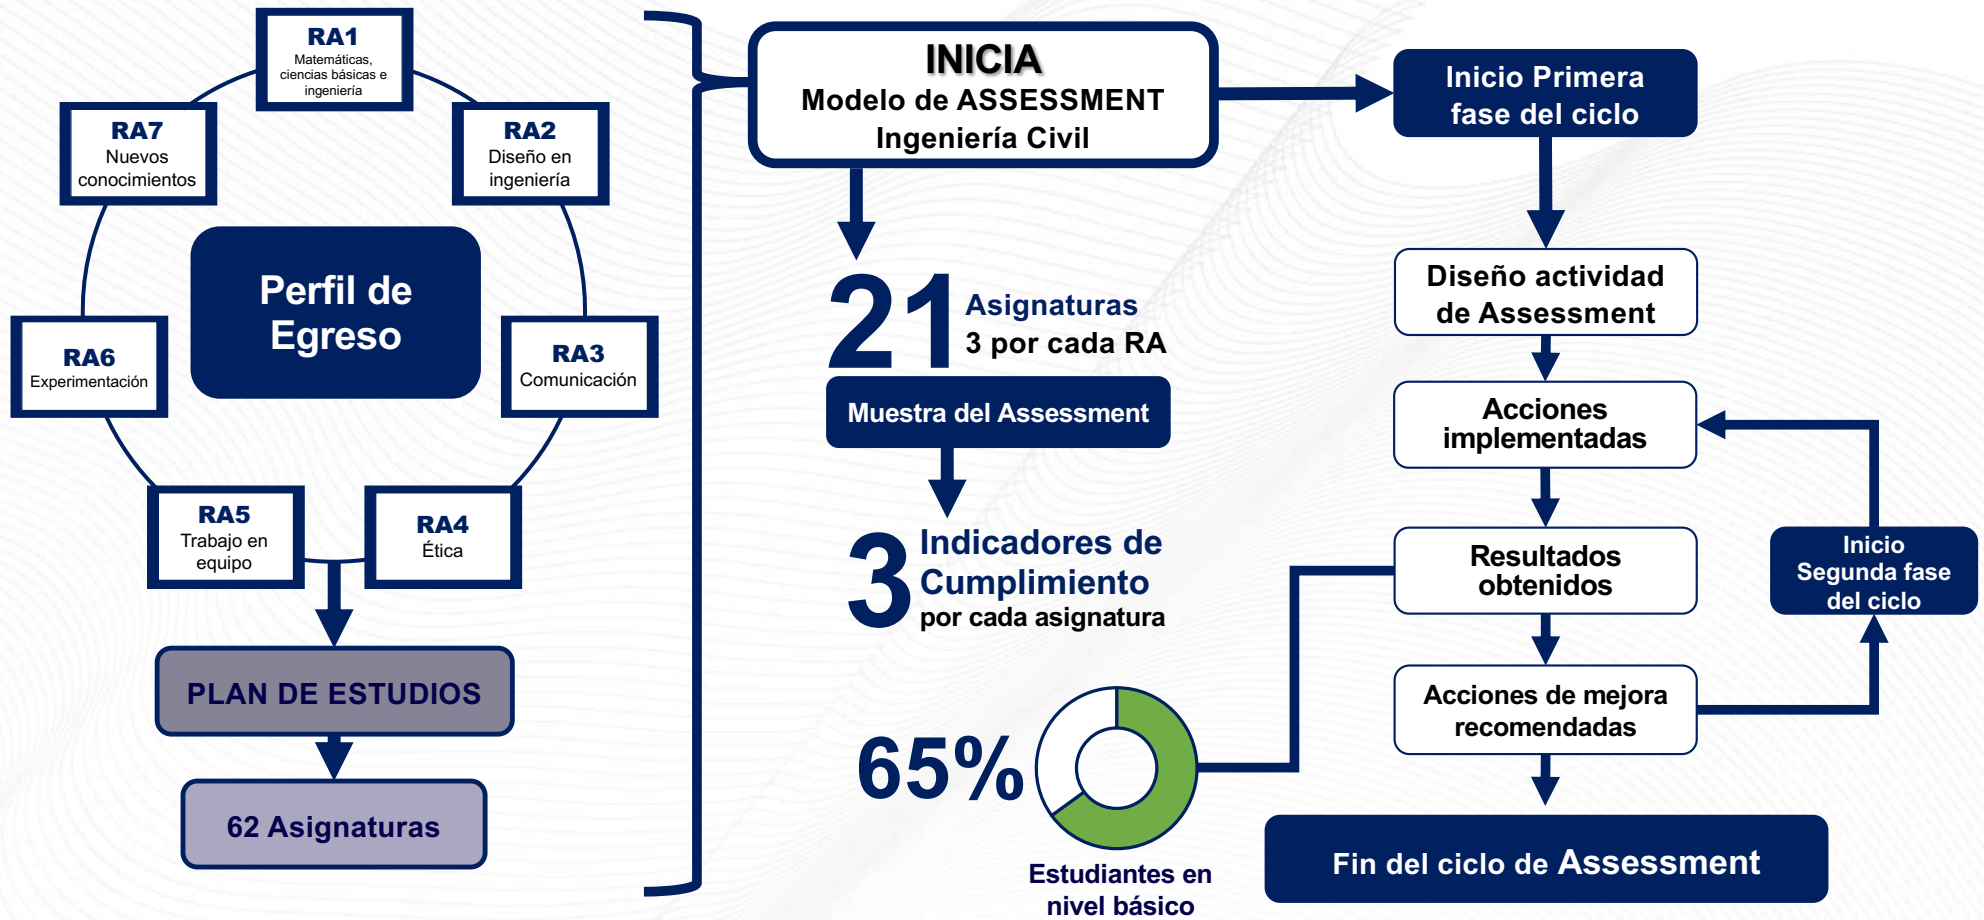 RA1
Matemáticas,
ciencias básicas e
ingeniería
RA2
Diseño en
ingeniería
RA3
Comunicación
RA4
Ética
RA5
Trabajo en
equipo
RA6
Experimentación
RA7
Nuevos
conocimientos
Perfil de
Egreso
PLAN DE ESTUDIOS
62 Asignaturas
INICIA
Modelo de ASSESSMENT
Ingeniería Civil
21
Asignaturas
3 por cada RA
Muestra del Assessment
3
Indicadores de
Cumplimiento
por cada asignatura
65%
Estudiantes en
nivel básico
Inicio Primera
fase del ciclo
Diseño actividad
de Assessment
Acciones
implementadas
Resultados
obtenidos
Acciones de mejora
recomendadas
Inicio
Segunda fase
del ciclo
Fin del ciclo de Assessment